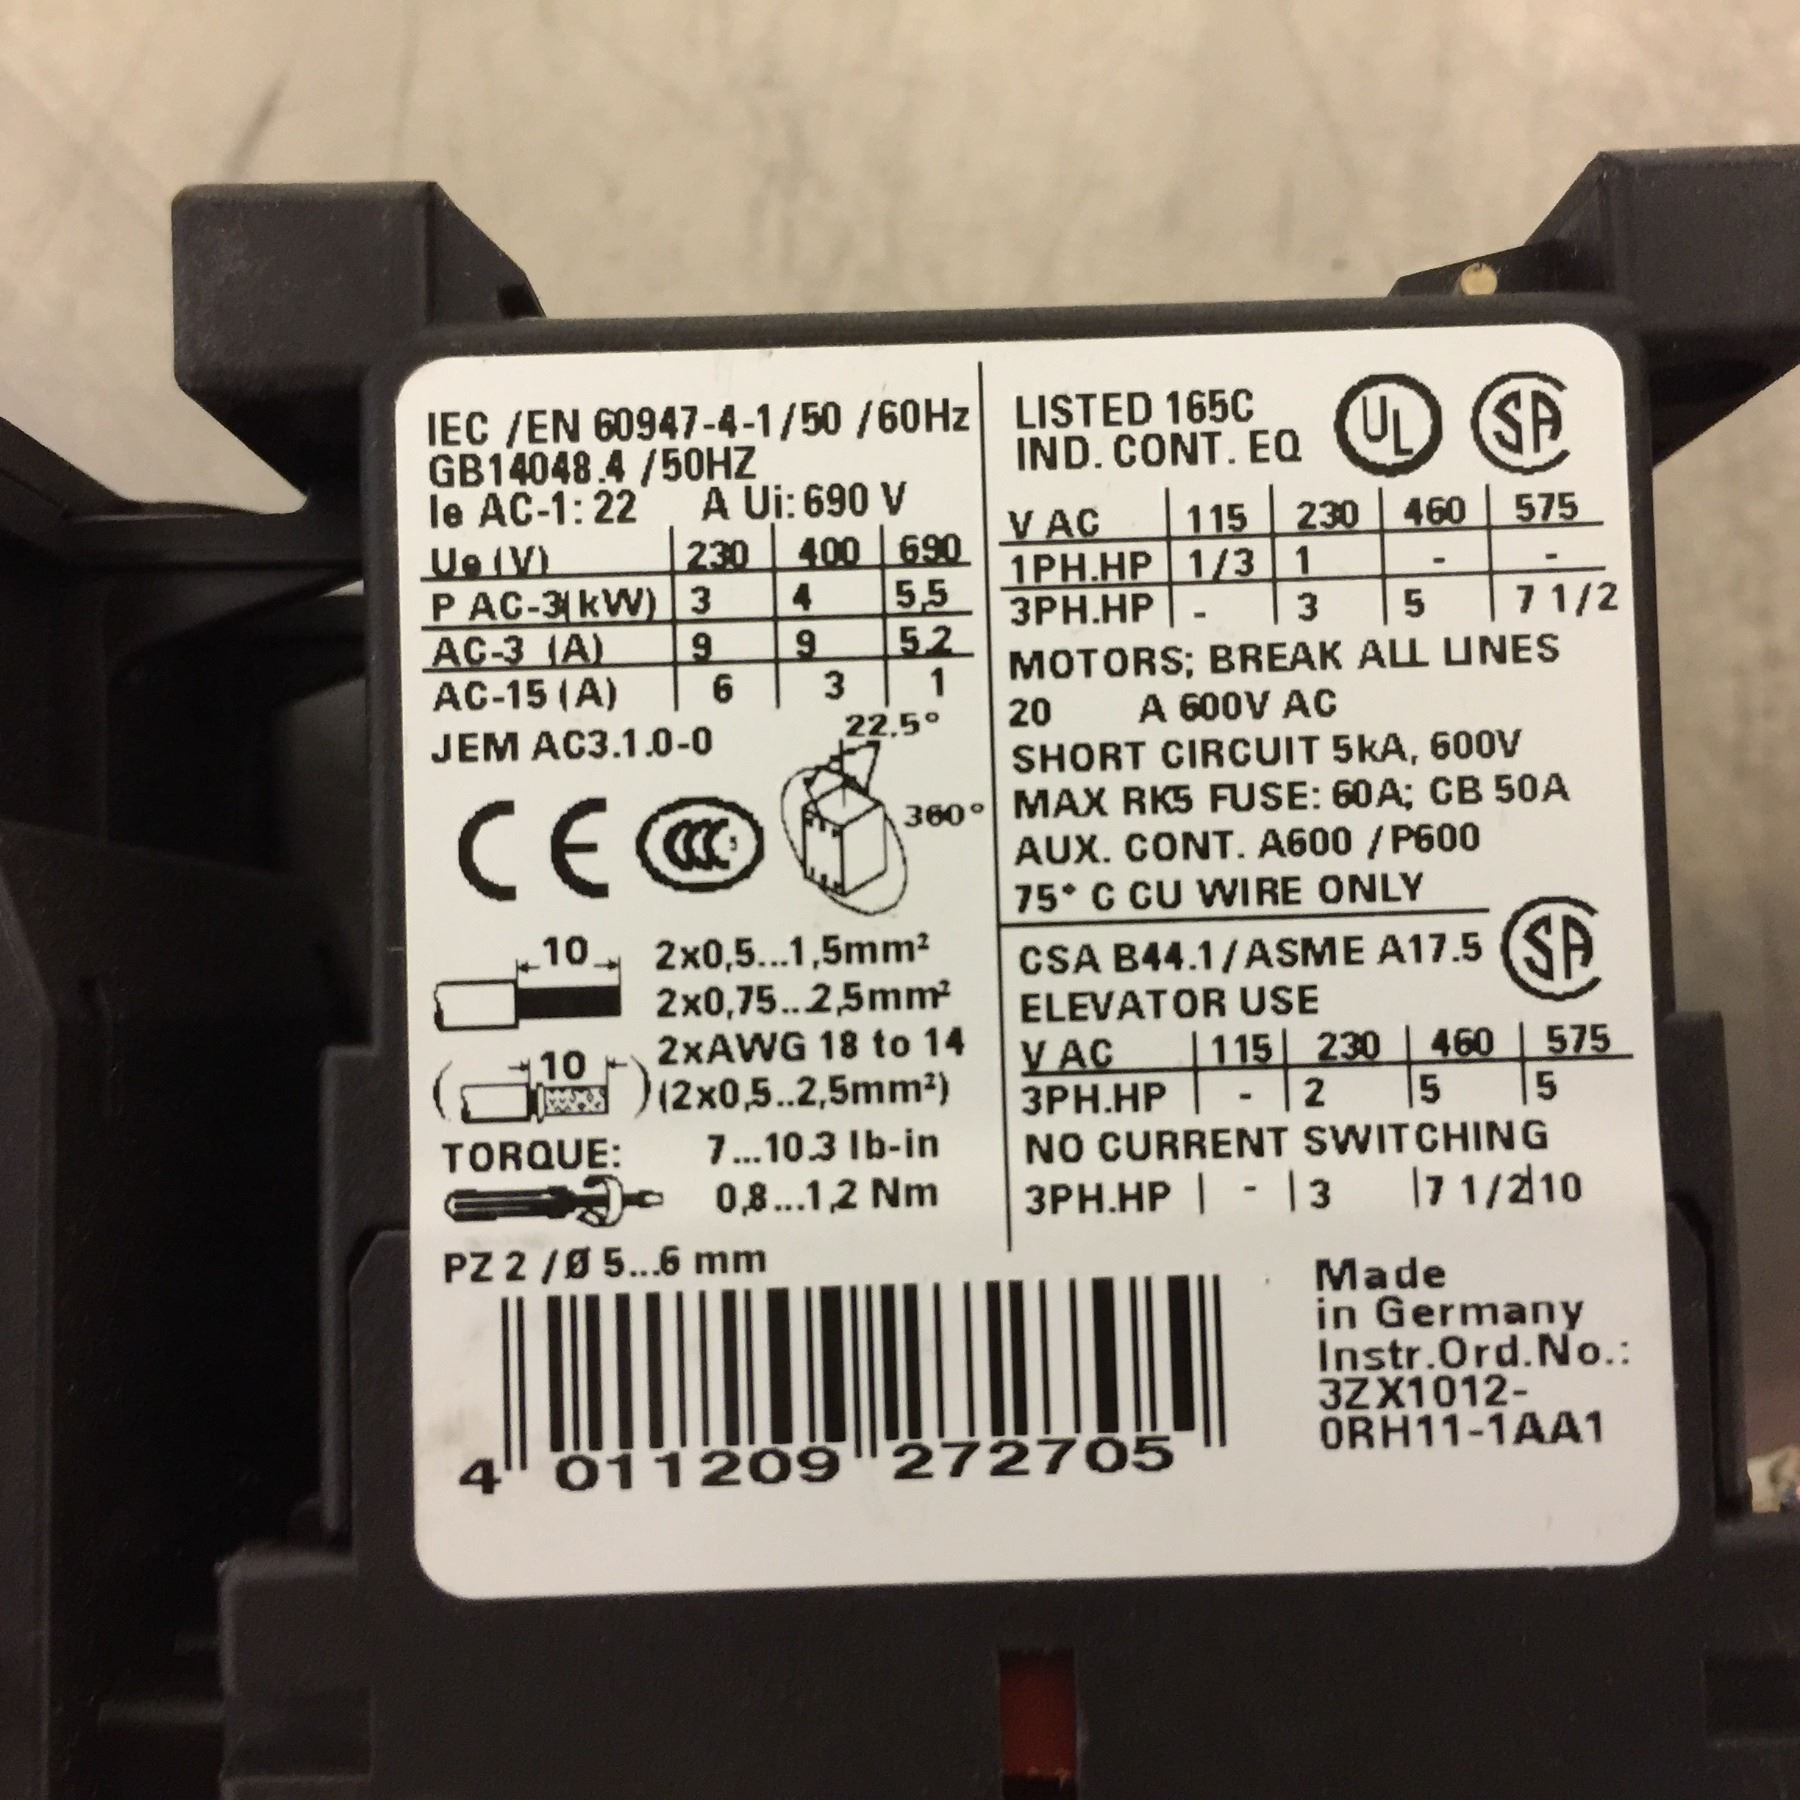 IEC /EN 60947-4-1/50 /60Hz
GB14048.4 /50HZ
Ie AC-1: 22 A Ui: 690 V
Ue (V) 230 400 690
P AC-3(kW) 3 4 5,5
AC-3 (A) 9 9 5.2
AC-15 (A) 6 3 1
JEM AC3.1.0-0
22.5°
360°
CE CCC
10 2x0,5...1,5mm²
2x0,75...2,5mm²
2xAWG 18 to 14
( 10 ) (2x0,5..2,5mm²)
TORQUE: 7...10.3 lb-in
0,8...1,2 Nm
PZ 2 /Ø 5...6 mm
4 011209 272705
LISTED 165C UL SA
IND. CONT. EQ
V AC 115 230 460 575
1PH.HP 1/3 1 - -
3PH.HP - 3 5 7 1/2
MOTORS; BREAK ALL LINES
20 A 600V AC
SHORT CIRCUIT 5kA, 600V
MAX RK5 FUSE: 60A; CB 50A
AUX. CONT. A600 /P600
75° C CU WIRE ONLY
CSA B44.1/ASME A17.5 SA
ELEVATOR USE
V AC 115 230 460 575
3PH.HP - 2 5 5
NO CURRENT SWITCHING
3PH.HP - 3 7 1/2 10
Made
in Germany
Instr.Ord.No.:
3ZX1012-
0RH11-1AA1